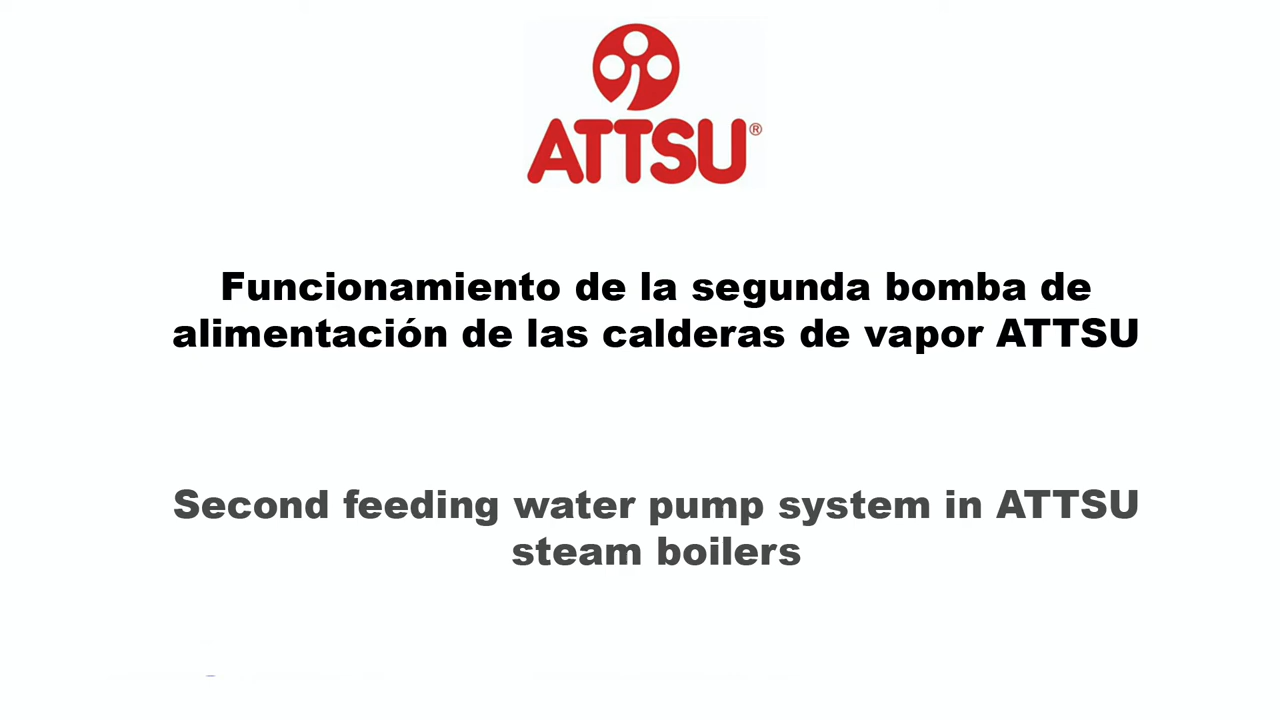 ATTSU®
Funcionamiento de la segunda bomba de
alimentación de las calderas de vapor ATTSU
Second feeding water pump system in ATTSU
steam boilers